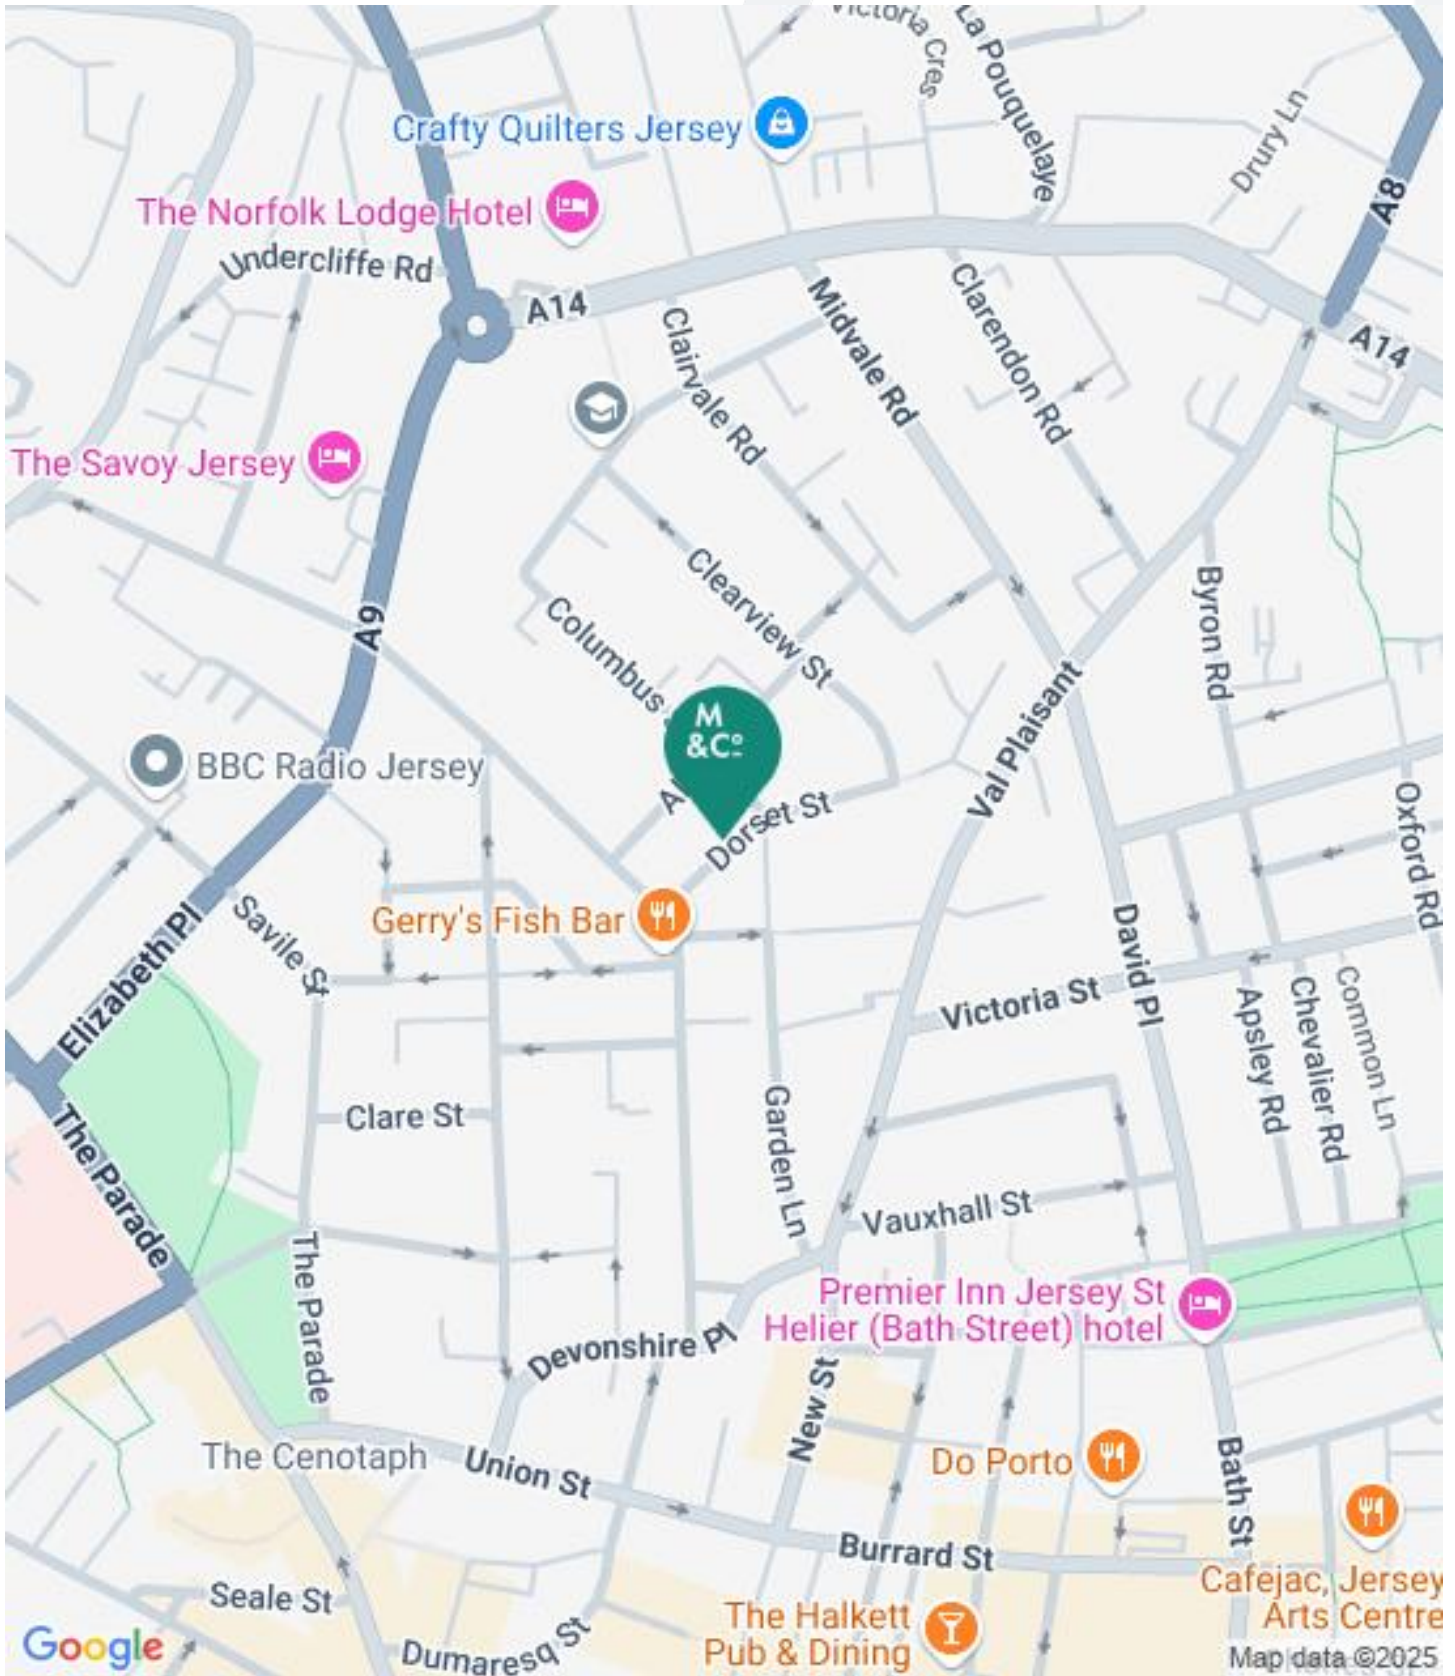 Victoria Cres
La Pouquelaye
Crafty Quilters Jersey
Drury Ln
A8
The Norfolk Lodge Hotel
Undercliffe Rd
A14
Clairvale Rd
Midvale Rd
Clarendon Rd
A14
The Savoy Jersey
A9
Clearview St
Columbus
Byron Rd
M
&Co
BBC Radio Jersey
Val Plaisant
A
Dorset St
Oxford Rd
Elizabeth Pl
Savile St
Gerry's Fish Bar
David Pl
Victoria St
Apsley Rd
Chevalier Rd
Common Ln
Clare St
Garden Ln
The Parade
Vauxhall St
The Parade
Premier Inn Jersey St
Helier (Bath Street) hotel
Devonshire Pl
New St
The Cenotaph
Union St
Do Porto
Bath St
Burrard St
Cafejac, Jersey
Arts Centre
Seale St
The Halkett
Pub & Dining
Dumaresq St
Google
Map data ©2025